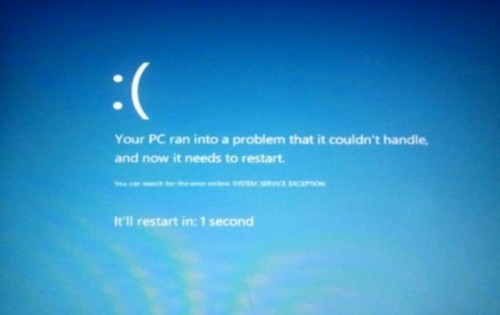 :(
Your PC ran into a problem that it couldn't handle,
and now it needs to restart.
You can search for the error online: SYSTEM_SERVICE_EXCEPTION
It'll restart in: 1 second